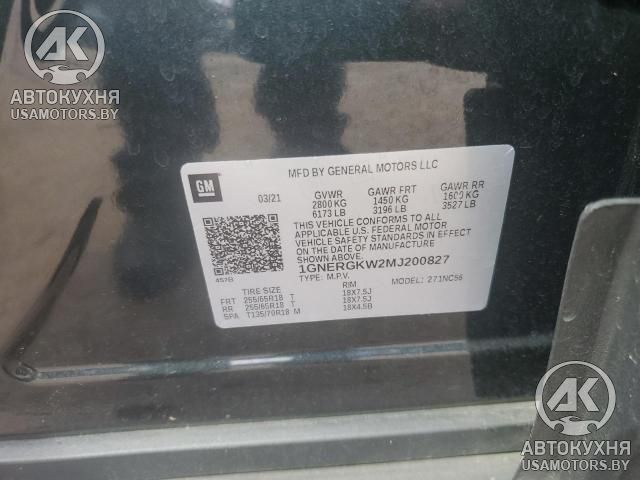 АК
АВТОКУХНЯ
USAMOTORS.BY
MFD BY GENERAL MOTORS LLC
GM
03/21
GVWR
2800 KG
6173 LB
GAWR FRT
1450 KG
3196 LB
GAWR RR
1600 KG
3527 LB
THIS VEHICLE CONFORMS TO ALL
APPLICABLE U.S. FEDERAL MOTOR
VEHICLE SAFETY STANDARDS IN EFFECT
ON THE DATE OF MANUFACTURE
1GNERGKW2MJ200827
TYPE: M.P.V.
MODEL: 271NC56
457B
TIRE SIZE RIM
FRT 255/65R18 T 18X7.5J
RR 255/65R18 T 18X7.5J
SPA T135/70R18 M 18X4.5B
АК
АВТОКУХНЯ
USAMOTORS.BY